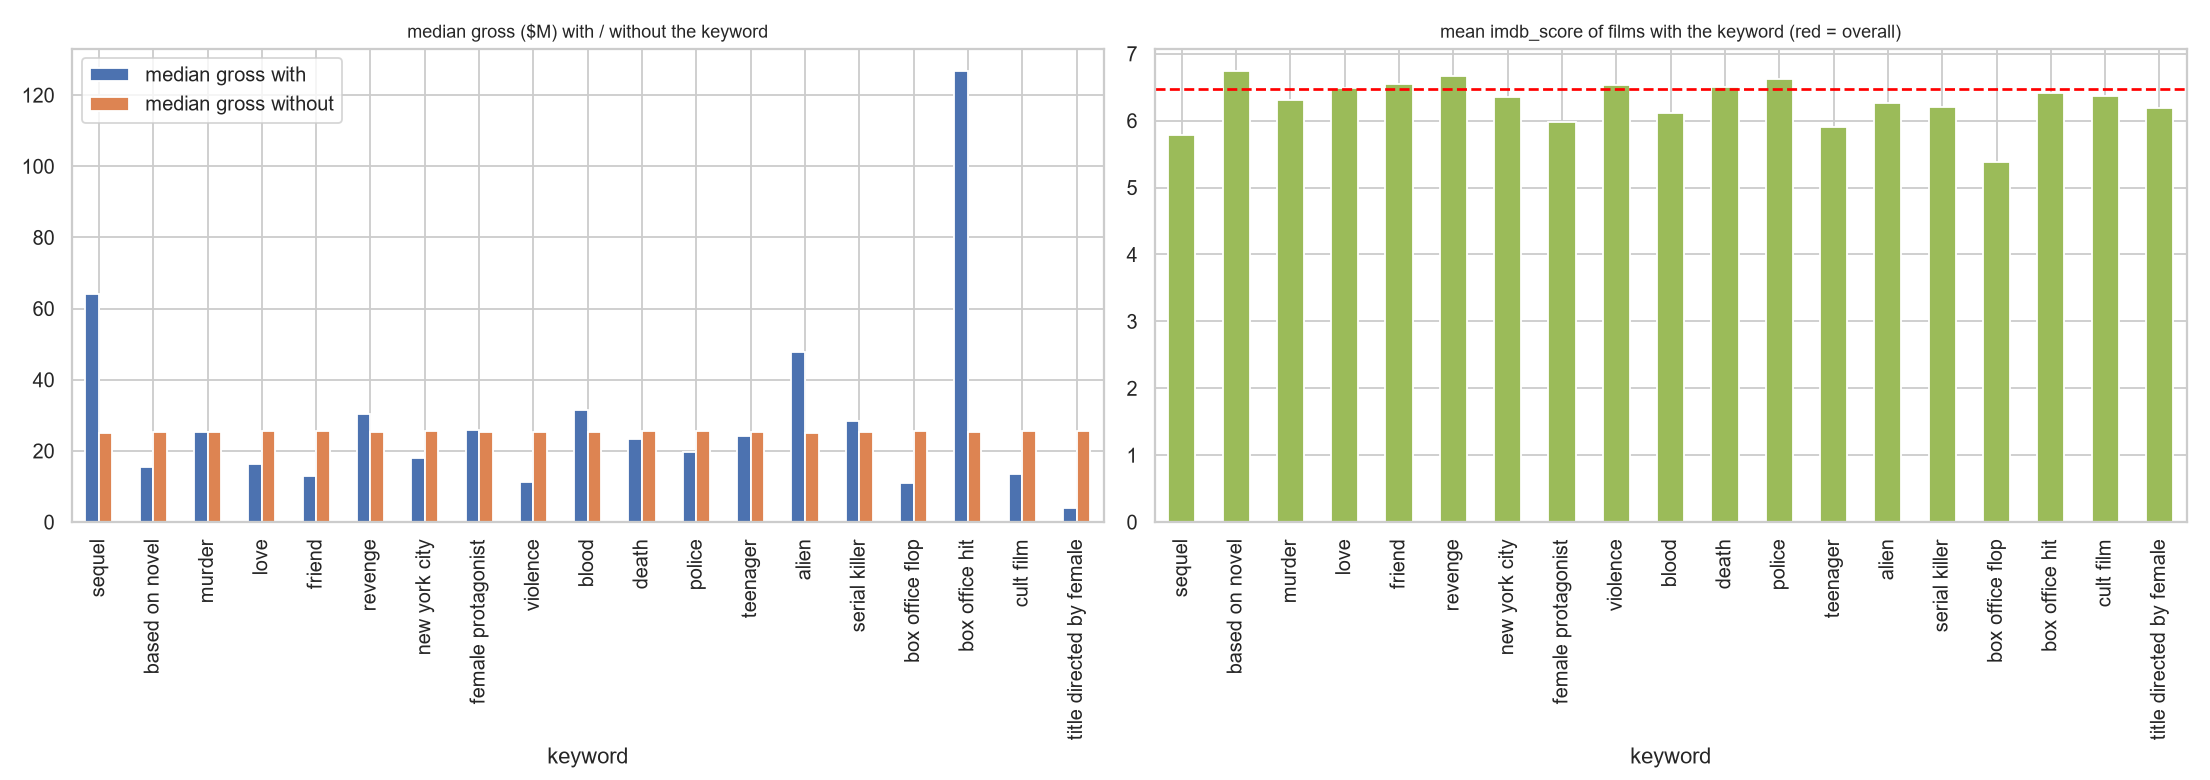 median gross ($M) with / without the keyword
median gross with
median gross without
120
100
80
60
40
20
0
sequel
based on novel
murder
love
friend
revenge
new york city
female protagonist
violence
blood
death
police
teenager
alien
serial killer
box office flop
box office hit
cult film
title directed by female
keyword
mean imdb_score of films with the keyword (red = overall)
7
6
5
4
3
2
1
0
sequel
based on novel
murder
love
friend
revenge
new york city
female protagonist
violence
blood
death
police
teenager
alien
serial killer
box office flop
box office hit
cult film
title directed by female
keyword